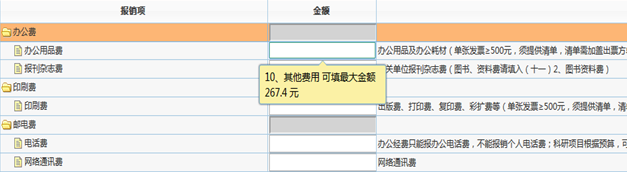 报销项 金额
办公费
办公用品费 办公用品及办公耗材（单张发票≥500元，须提供清单，清单需加盖出票方
报刊杂志费 关单位报刊杂志费（图书、资料费请填入（十一）2、图书资料费）
10、其他费用 可填最大金额
267.4 元
印刷费
印刷费 出版费、打印费、复印费、彩扩费等（单张发票≥500元，须提供清单，清
邮电费
电话费 办公经费只能报办公电话费，不能报销个人电话费；科研项目根据预算，可
网络通讯费 网络通讯费